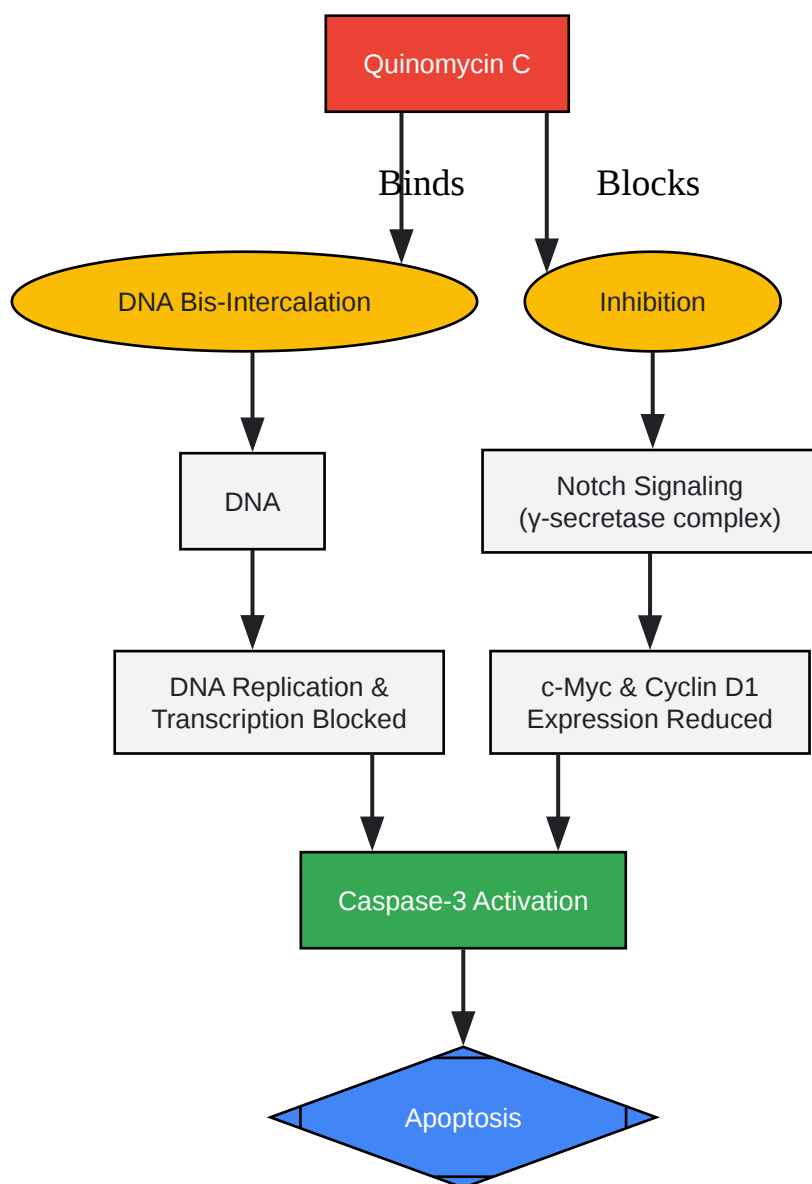 Quinomycin C
Binds
Blocks
DNA Bis-Intercalation
Inhibition
DNA
Notch Signaling
(γ-secretase complex)
DNA Replication &
Transcription Blocked
c-Myc & Cyclin D1
Expression Reduced
Caspase-3 Activation
Apoptosis